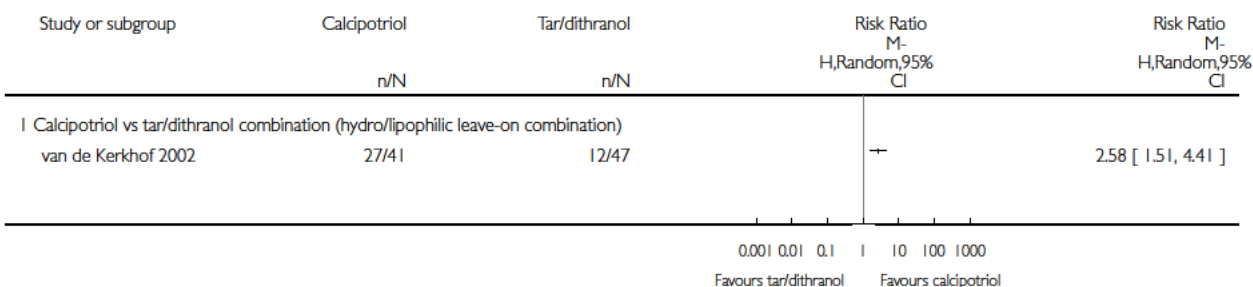 Study or subgroup Calcipotriol Tar/dithranol Risk Ratio Risk Ratio
M- M-
n/N n/N H,Random,95% CI H,Random,95% CI
1 Calcipotriol vs tar/dithranol combination (hydro/lipophilic leave-on combination)
van de Kerkhof 2002 27/41 12/47 2.58 [ 1.51, 4.41 ]
0.001 0.01 0.1 1 10 100 1000
Favours tar/dithranol Favours calcipotriol